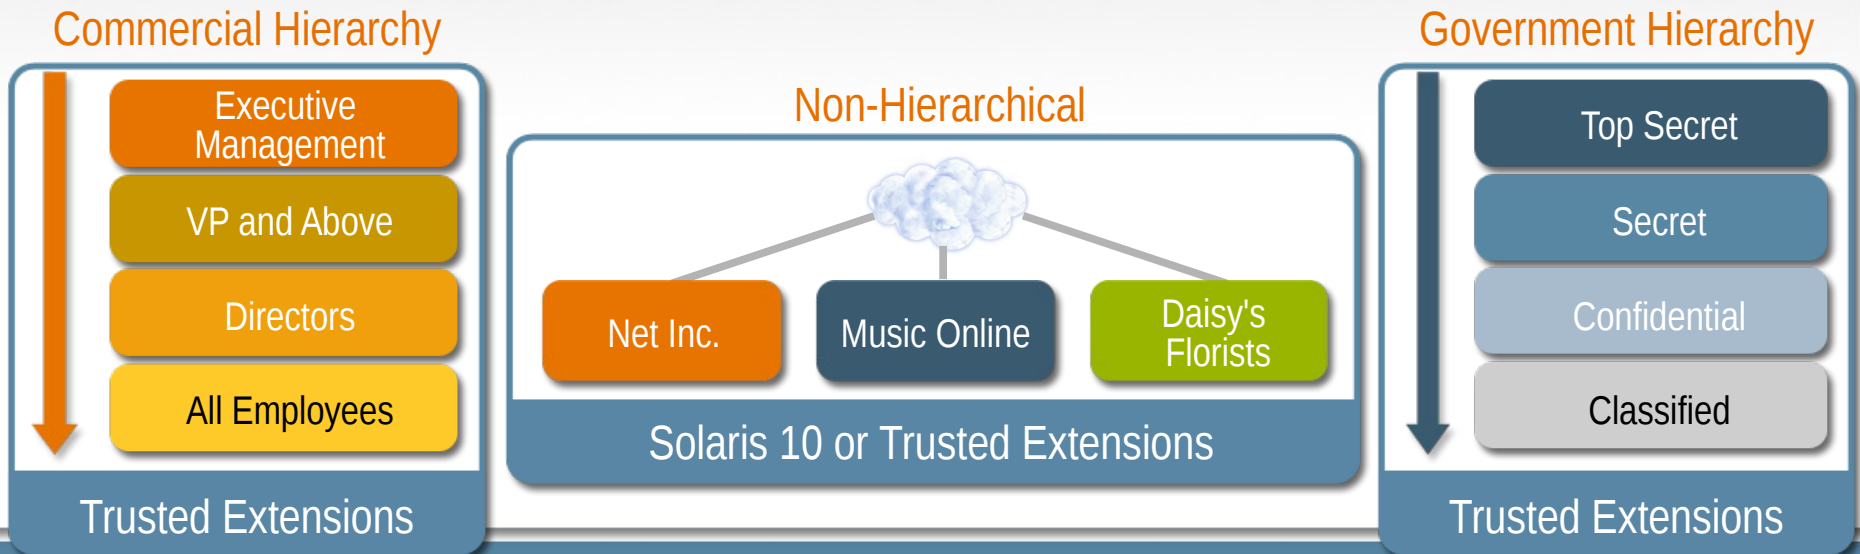 Commercial Hierarchy
Executive
Management
VP and Above
Directors
All Employees
Trusted Extensions
Non-Hierarchical
Net Inc.
Music Online
Daisy's
Florists
Solaris 10 or Trusted Extensions
Government Hierarchy
Top Secret
Secret
Confidential
Classified
Trusted Extensions